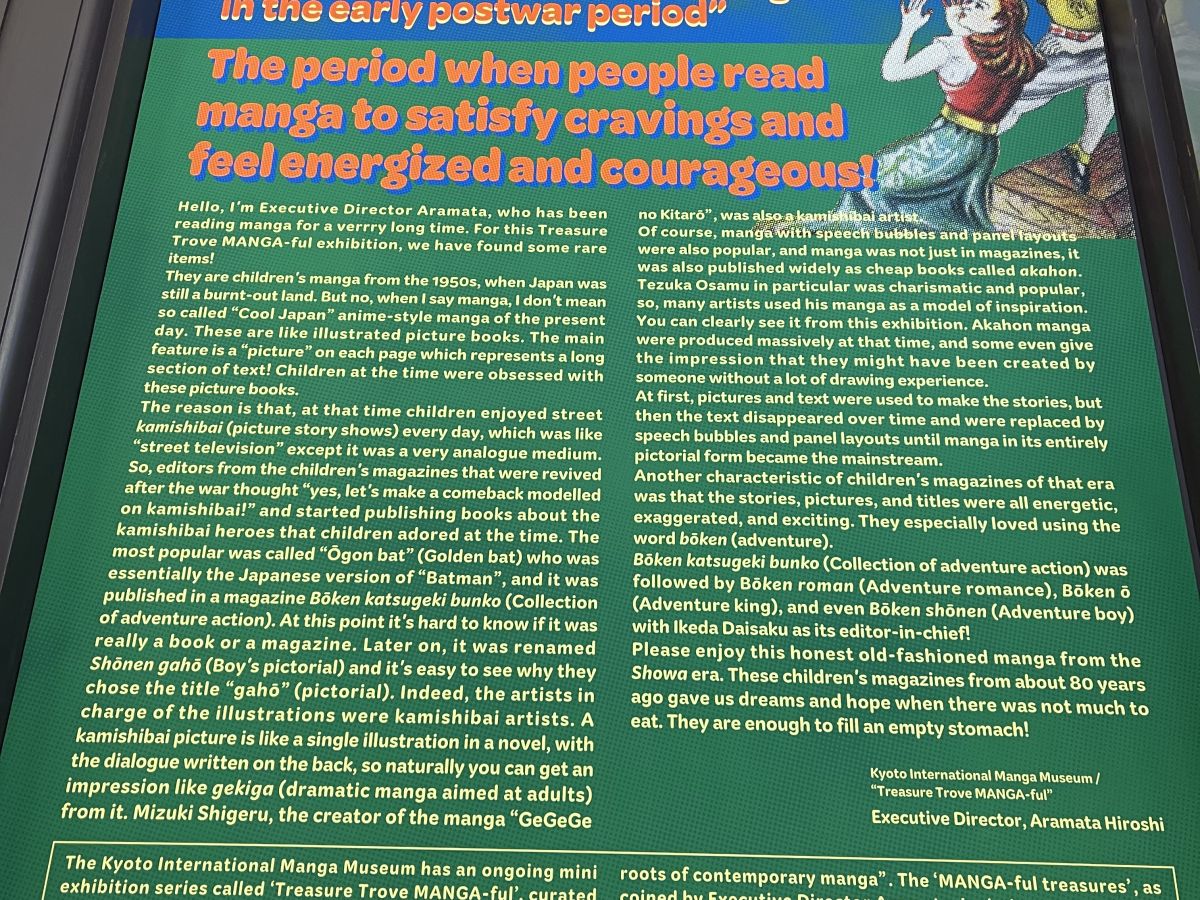 in the early postwar period”
The period when people read
manga to satisfy cravings and
feel energized and courageous!
Hello, I’m Executive Director Aramata, who has been
reading manga for a verrry long time. For this Treasure
Trove MANGA-ful exhibition, we have found some rare
items!
They are children’s manga from the 1950s, when Japan was
still a burnt-out land. But no, when I say manga, I don’t mean
so called “Cool Japan” anime-style manga of the present
day. These are like illustrated picture books. The main
feature is a “picture” on each page which represents a long
section of text! Children at the time were obsessed with
these picture books.
The reason is that, at that time children enjoyed street
kamishibai (picture story shows) every day, which was like
“street television” except it was a very analogue medium.
So, editors from the children’s magazines that were revived
after the war thought “yes, let’s make a comeback modelled
on kamishibai!” and started publishing books about the
kamishibai heroes that children adored at the time. The
most popular was called “Ōgon bat” (Golden bat) who was
essentially the Japanese version of “Batman”, and it was
published in a magazine Bōken katsugeki bunko (Collection
of adventure action). At this point it’s hard to know if it was
really a book or a magazine. Later on, it was renamed
Shōnen gahō (Boy’s pictorial) and it’s easy to see why they
chose the title “gahō” (pictorial). Indeed, the artists in
charge of the illustrations were kamishibai artists. A
kamishibai picture is like a single illustration in a novel, with
the dialogue written on the back, so naturally you can get an
impression like gekiga (dramatic manga aimed at adults)
from it. Mizuki Shigeru, the creator of the manga “GeGeGe
no Kitarō”, was also a kamishibai artist.
Of course, manga with speech bubbles and panel layouts
were also popular, and manga was not just in magazines, it
was also published widely as cheap books called akahon.
Tezuka Osamu in particular was charismatic and popular,
so, many artists used his manga as a model of inspiration.
You can clearly see it from this exhibition. Akahon manga
were produced massively at that time, and some even give
the impression that they might have been created by
someone without a lot of drawing experience.
At first, pictures and text were used to make the stories, but
then the text disappeared over time and were replaced by
speech bubbles and panel layouts until manga in its entirely
pictorial form became the mainstream.
Another characteristic of children’s magazines of that era
was that the stories, pictures, and titles were all energetic,
exaggerated, and exciting. They especially loved using the
word bōken (adventure).
Bōken katsugeki bunko (Collection of adventure action) was
followed by Bōken roman (Adventure romance), Bōken ō
(Adventure king), and even Bōken shōnen (Adventure boy)
with Ikeda Daisaku as its editor-in-chief!
Please enjoy this honest old-fashioned manga from the
Showa era. These children’s magazines from about 80 years
ago gave us dreams and hope when there was not much to
eat. They are enough to fill an empty stomach!
Kyoto International Manga Museum /
“Treasure Trove MANGA-ful”
Executive Director, Aramata Hiroshi
The Kyoto International Manga Museum has an ongoing mini
exhibition series called ‘Treasure Trove MANGA-ful’, curated
roots of contemporary manga”. The ‘MANGA-ful treasures’, as
coined by Executive Director